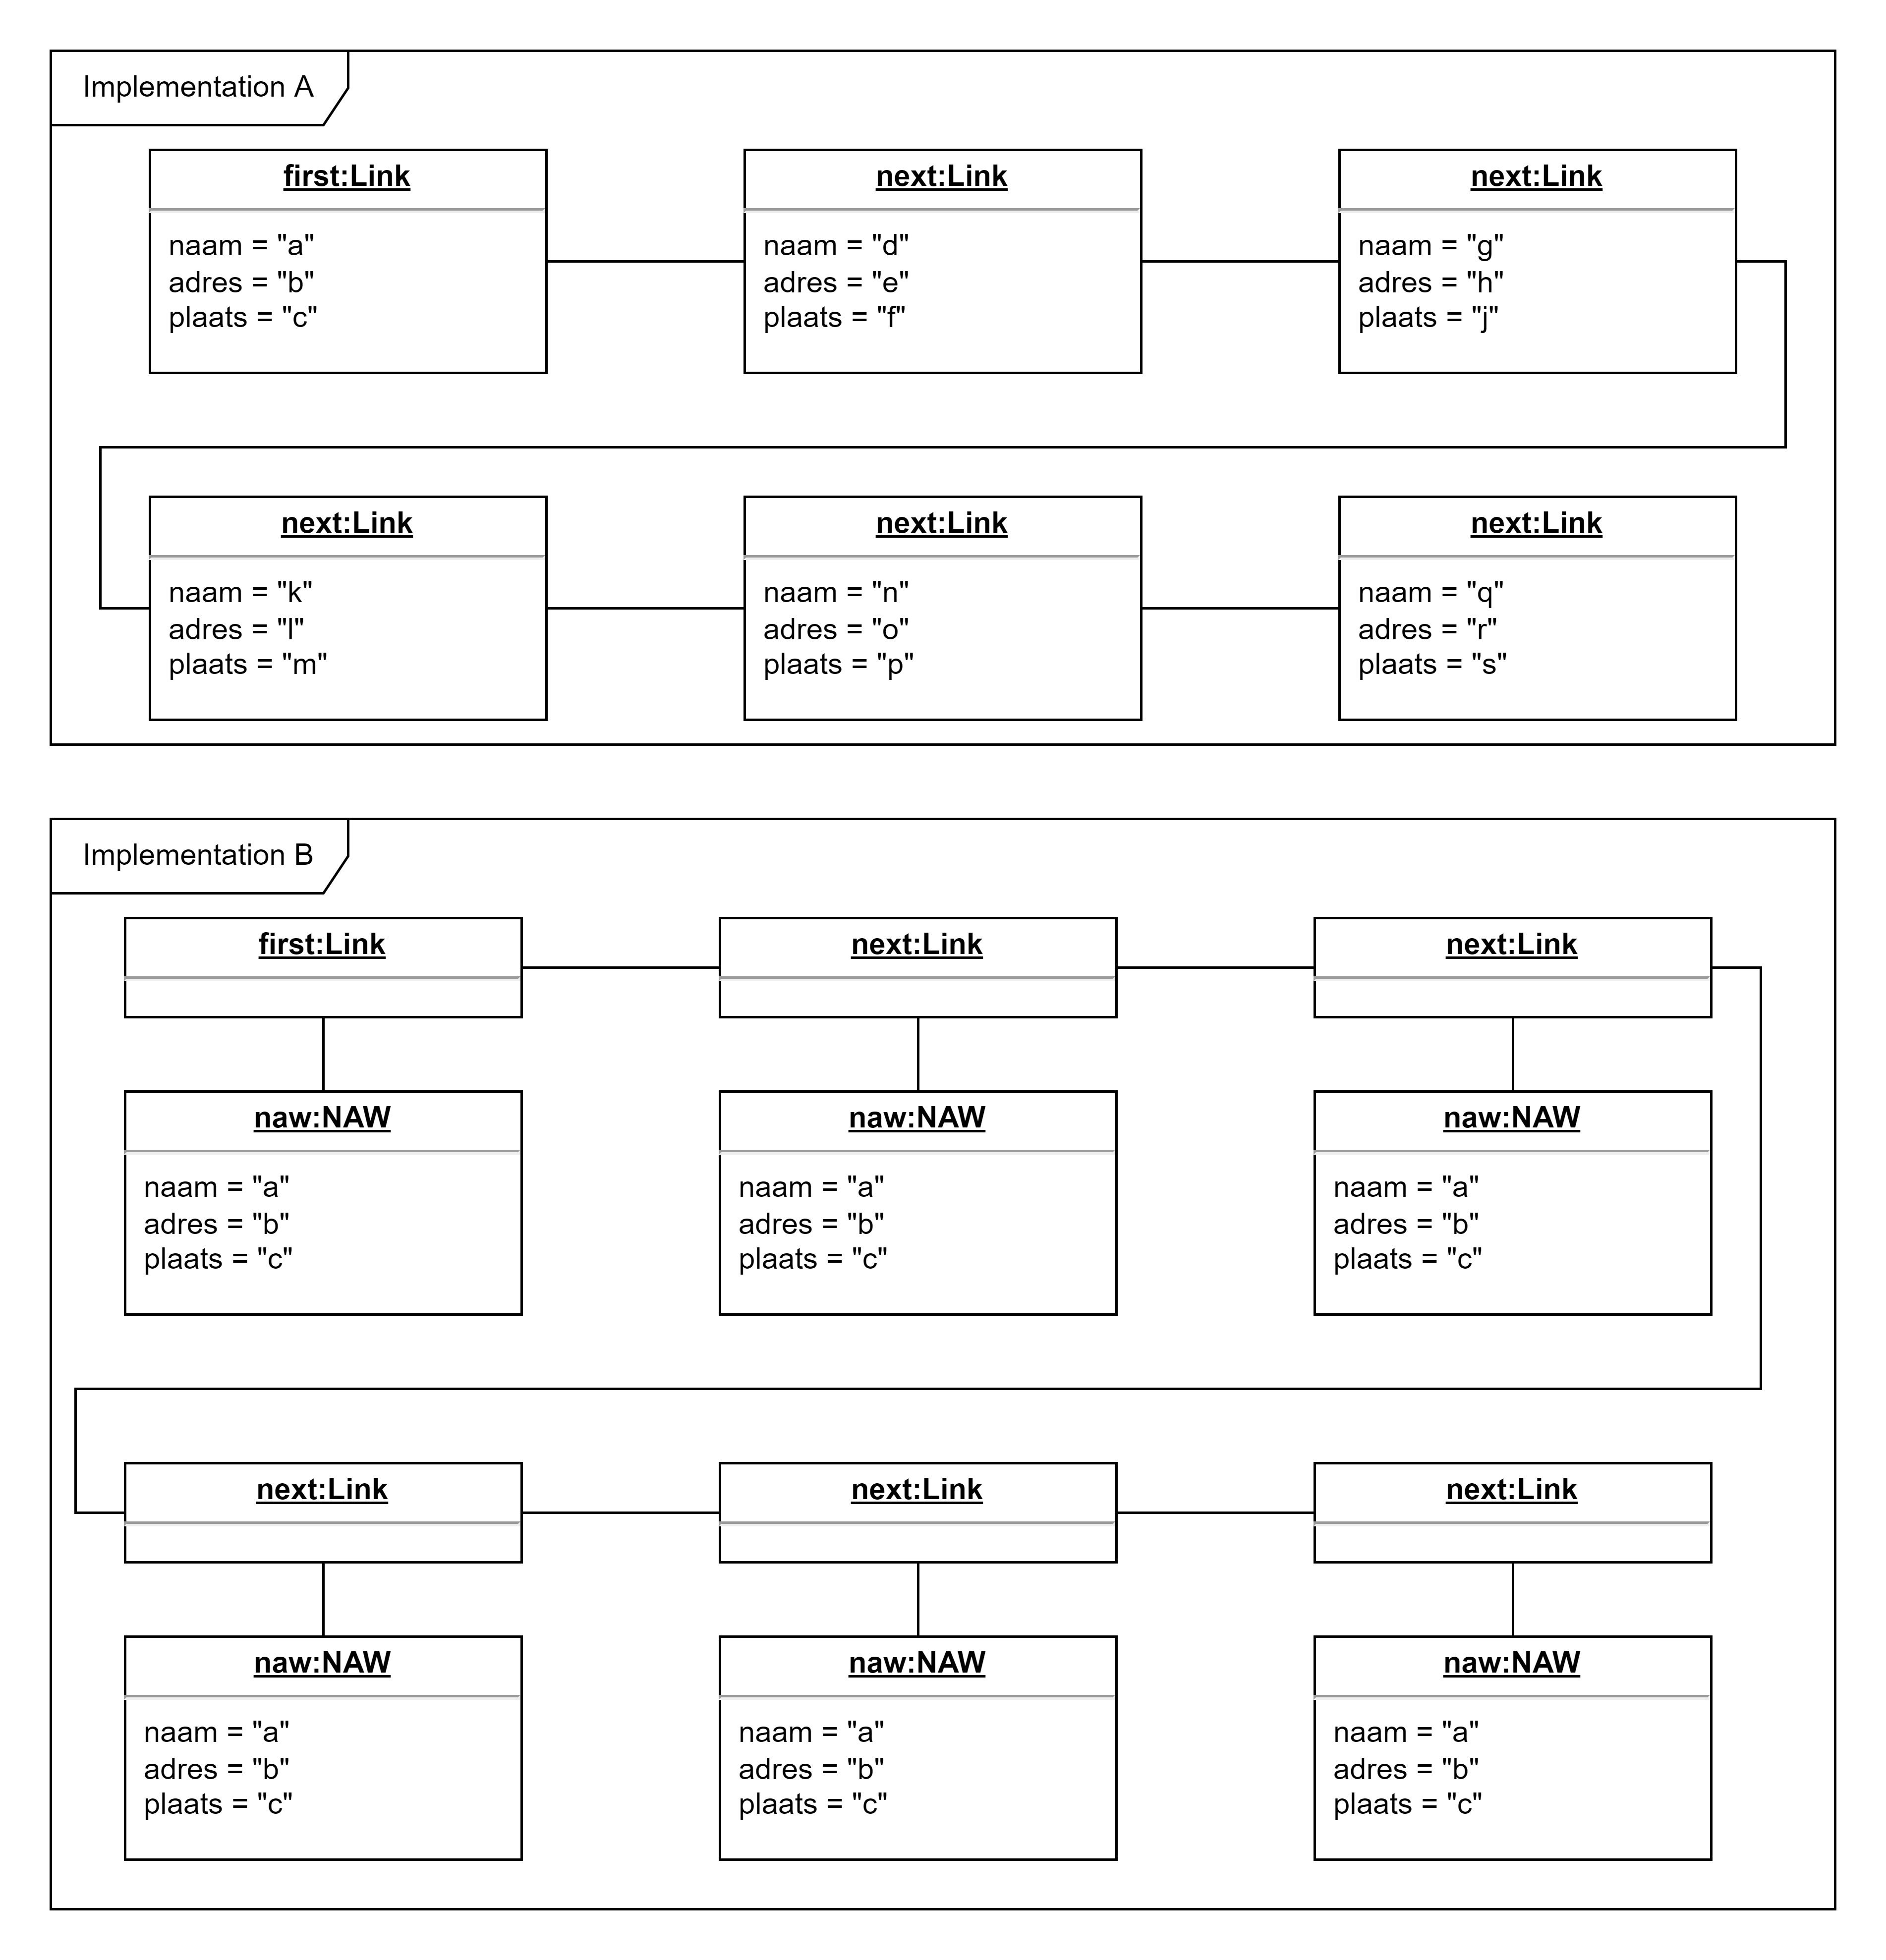 Implementation A
first:Link
naam = "a"
adres = "b"
plaats = "c"
next:Link
naam = "d"
adres = "e"
plaats = "f"
next:Link
naam = "g"
adres = "h"
plaats = "j"
next:Link
naam = "k"
adres = "l"
plaats = "m"
next:Link
naam = "n"
adres = "o"
plaats = "p"
next:Link
naam = "q"
adres = "r"
plaats = "s"
Implementation B
first:Link
next:Link
next:Link
naw:NAW
naam = "a"
adres = "b"
plaats = "c"
naw:NAW
naam = "a"
adres = "b"
plaats = "c"
naw:NAW
naam = "a"
adres = "b"
plaats = "c"
next:Link
next:Link
next:Link
naw:NAW
naam = "a"
adres = "b"
plaats = "c"
naw:NAW
naam = "a"
adres = "b"
plaats = "c"
naw:NAW
naam = "a"
adres = "b"
plaats = "c"